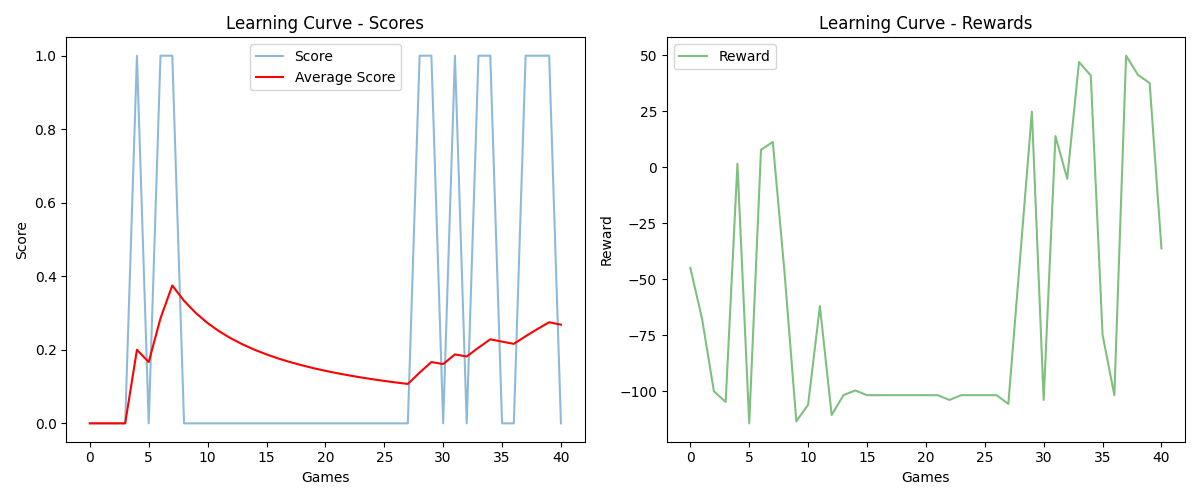 Learning Curve - Scores
Score
Average Score
1.0
0.8
0.6
0.4
0.2
0.0
Score
0 5 10 15 20 25 30 35 40
Games
Learning Curve - Rewards
Reward
50
25
0
−25
−50
−75
−100
Reward
0 5 10 15 20 25 30 35 40
Games